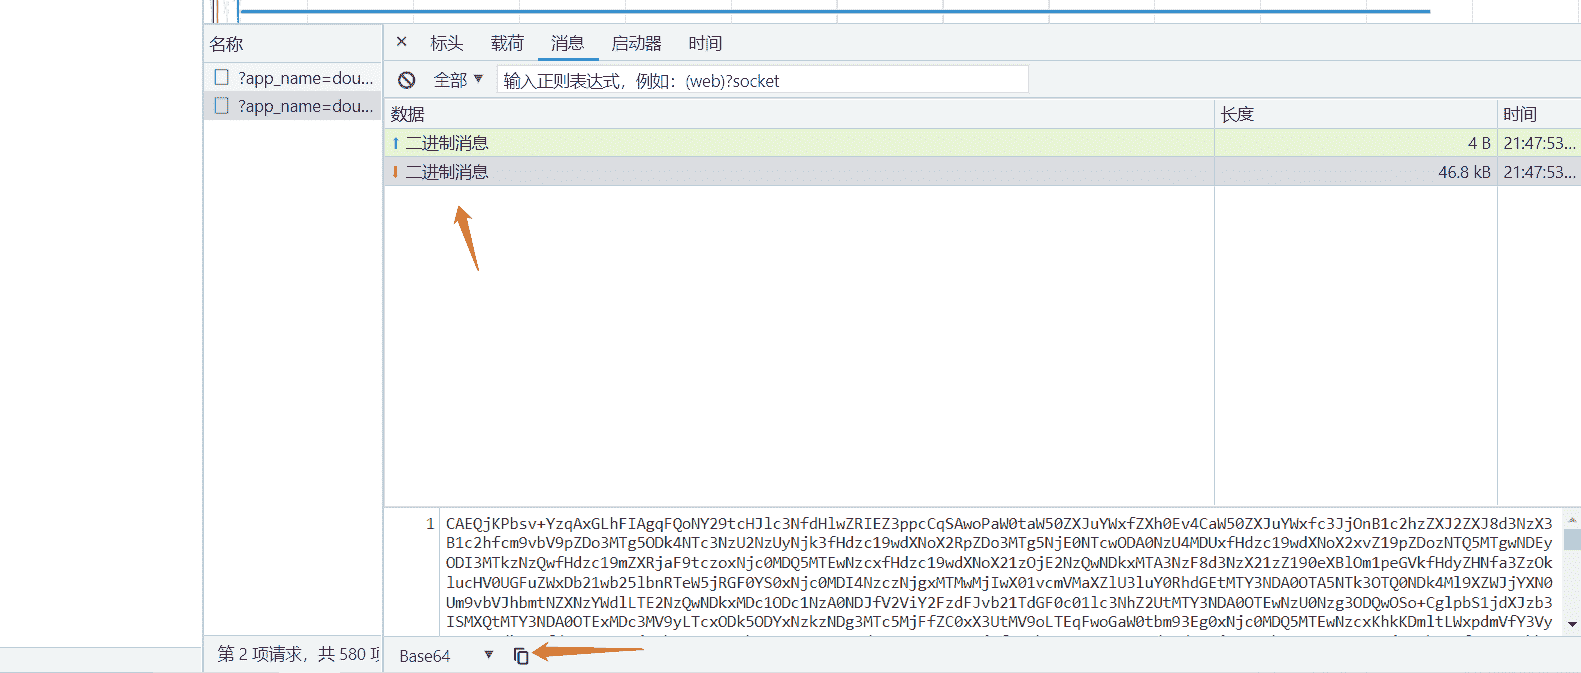 名称
× 标头 载荷 消息 启动器 时间
?app_name=dou...
?app_name=dou...
全部 ▼ 输入正则表达式，例如：(web)?socket
数据 长度 时间
↑ 二进制消息 4 B 21:47:53...
↓ 二进制消息 46.8 kB 21:47:53...
1 CAEQjKPbsv+YzqAxGLhFIAgqFQoNY29tcHJlc3NfdHlwZRIEZ3ppcCqSAwoPaW0taW50ZXJuYWxfZXh0Ev4CaW50ZXJuYWxfc3JjOnB1c2hzZXJ2ZXJ8d3NzX3
B1c2hfcm9vbV9pZDo3MTg5ODk4NTc3NzU2NzUyNjk3fHdzc19wdXNoX2RpZDo3MTg5NjE0NTcwODA0NzU4MDUxfHdzc19wdXNoX2xvZ19pZDozNTQ5MTgwNDEy
ODI3MTkzNzQwfHdzc19mZXRjaF9tczoxNjc0MDQ5MTEwNzcxfHdzc19wdXNoX21zOjE2NzQwNDkxMTA3NzF8d3NzX21zZ190eXBlOm1peGVkfHdyZHNfa3ZzOk
lucHV0UGFuZWxDb21wb25lbnRTeW5jRGF0YS0xNjc0MDI4NzczNjgxMTMwMjIwX01vcmVMaXZlU3luY0RhdGEtMTY3NDA0OTA5NTk3OTQ0NDk4Ml9XZWJjYXN0
Um9vbVJhbmtNZXNzYWdlLTE2NzQwNDkxMDc1ODc1NzA0NDJfV2ViY2FzdFJvb21TdGF0c01lc3NhZ2UtMTY3NDA0OTEwNzU0Nzg3ODQwOSo+CglpbS1jdXJzb3
ISMXQtMTY3NDA0OTExMDc3MV9yLTcxODk5ODYxNzkzNDg3MTc5MjFfZC0xX3UtMV9oLTEqFwoGaW0tbm93Eg0xNjc0MDQ5MTEwNzcxKhkKDmltLWxpdmVfY3Vy
第 2 项请求，共 580 项
Base64 ▼